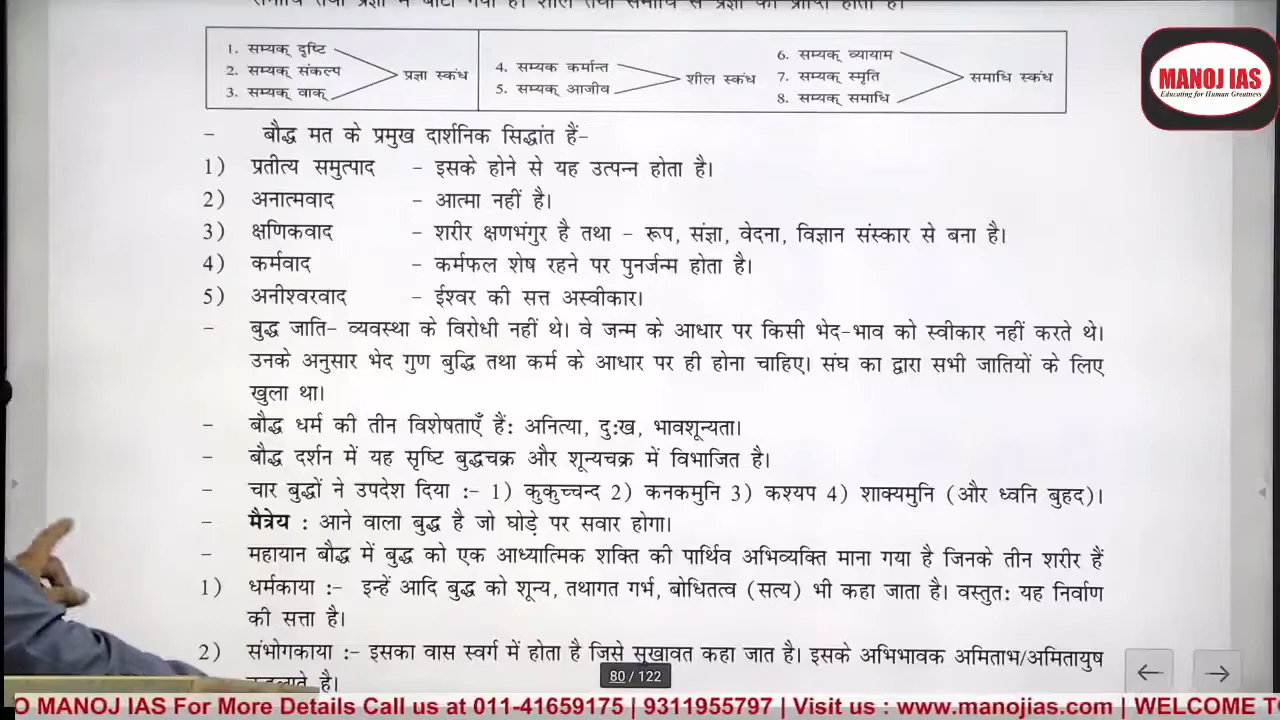 1. सम्यक् दृष्टि
2. सम्यक् संकल्प
3. सम्यक् वाक्
प्रज्ञा स्कंध
4. सम्यक कर्मान्त
5. सम्यक् आजीव
शील स्कंध
6. सम्यक् व्यायाम
7. सम्यक् स्मृति
8. सम्यक् समाधि
समाधि स्कंध
MANOJ IAS
Educating for Human Greatness
- बौद्ध मत के प्रमुख दार्शनिक सिद्धांत हैं-
1) प्रतीत्य समुत्पाद - इसके होने से यह उत्पन्न होता है।
2) अनात्मवाद - आत्मा नहीं है।
3) क्षणिकवाद - शरीर क्षणभंगुर है तथा - रूप, संज्ञा, वेदना, विज्ञान संस्कार से बना है।
4) कर्मवाद - कर्मफल शेष रहने पर पुनर्जन्म होता है।
5) अनीश्वरवाद - ईश्वर की सत्त अस्वीकार।
- बुद्ध जाति- व्यवस्था के विरोधी नहीं थे। वे जन्म के आधार पर किसी भेद-भाव को स्वीकार नहीं करते थे।
उनके अनुसार भेद गुण बुद्धि तथा कर्म के आधार पर ही होना चाहिए। संघ का द्वारा सभी जातियों के लिए
खुला था।
- बौद्ध धर्म की तीन विशेषताएँ हैं: अनित्या, दु:ख, भावशून्यता।
- बौद्ध दर्शन में यह सृष्टि बुद्धचक्र और शून्यचक्र में विभाजित है।
- चार बुद्धों ने उपदेश दिया :- 1) कुकुच्चन्द 2) कनकमुनि 3) कश्यप 4) शाक्यमुनि (और ध्वनि बुहद)।
- मैत्रेय : आने वाला बुद्ध है जो घोड़े पर सवार होगा।
- महायान बौद्ध में बुद्ध को एक आध्यात्मिक शक्ति की पार्थिव अभिव्यक्ति माना गया है जिनके तीन शरीर हैं
1) धर्मकाया :- इन्हें आदि बुद्ध को शून्य, तथागत गर्भ, बोधितत्व (सत्य) भी कहा जाता है। वस्तुत: यह निर्वाण
की सत्ता है।
2) संभोगकाया :- इसका वास स्वर्ग में होता है जिसे सुखावत कहा जात है। इसके अभिभावक अमिताभ/अमितायुष
है।
80 / 122
O MANOJ IAS For More Details Call us at 011-41659175 | 9311955797 | Visit us : www.manojias.com | WELCOME T